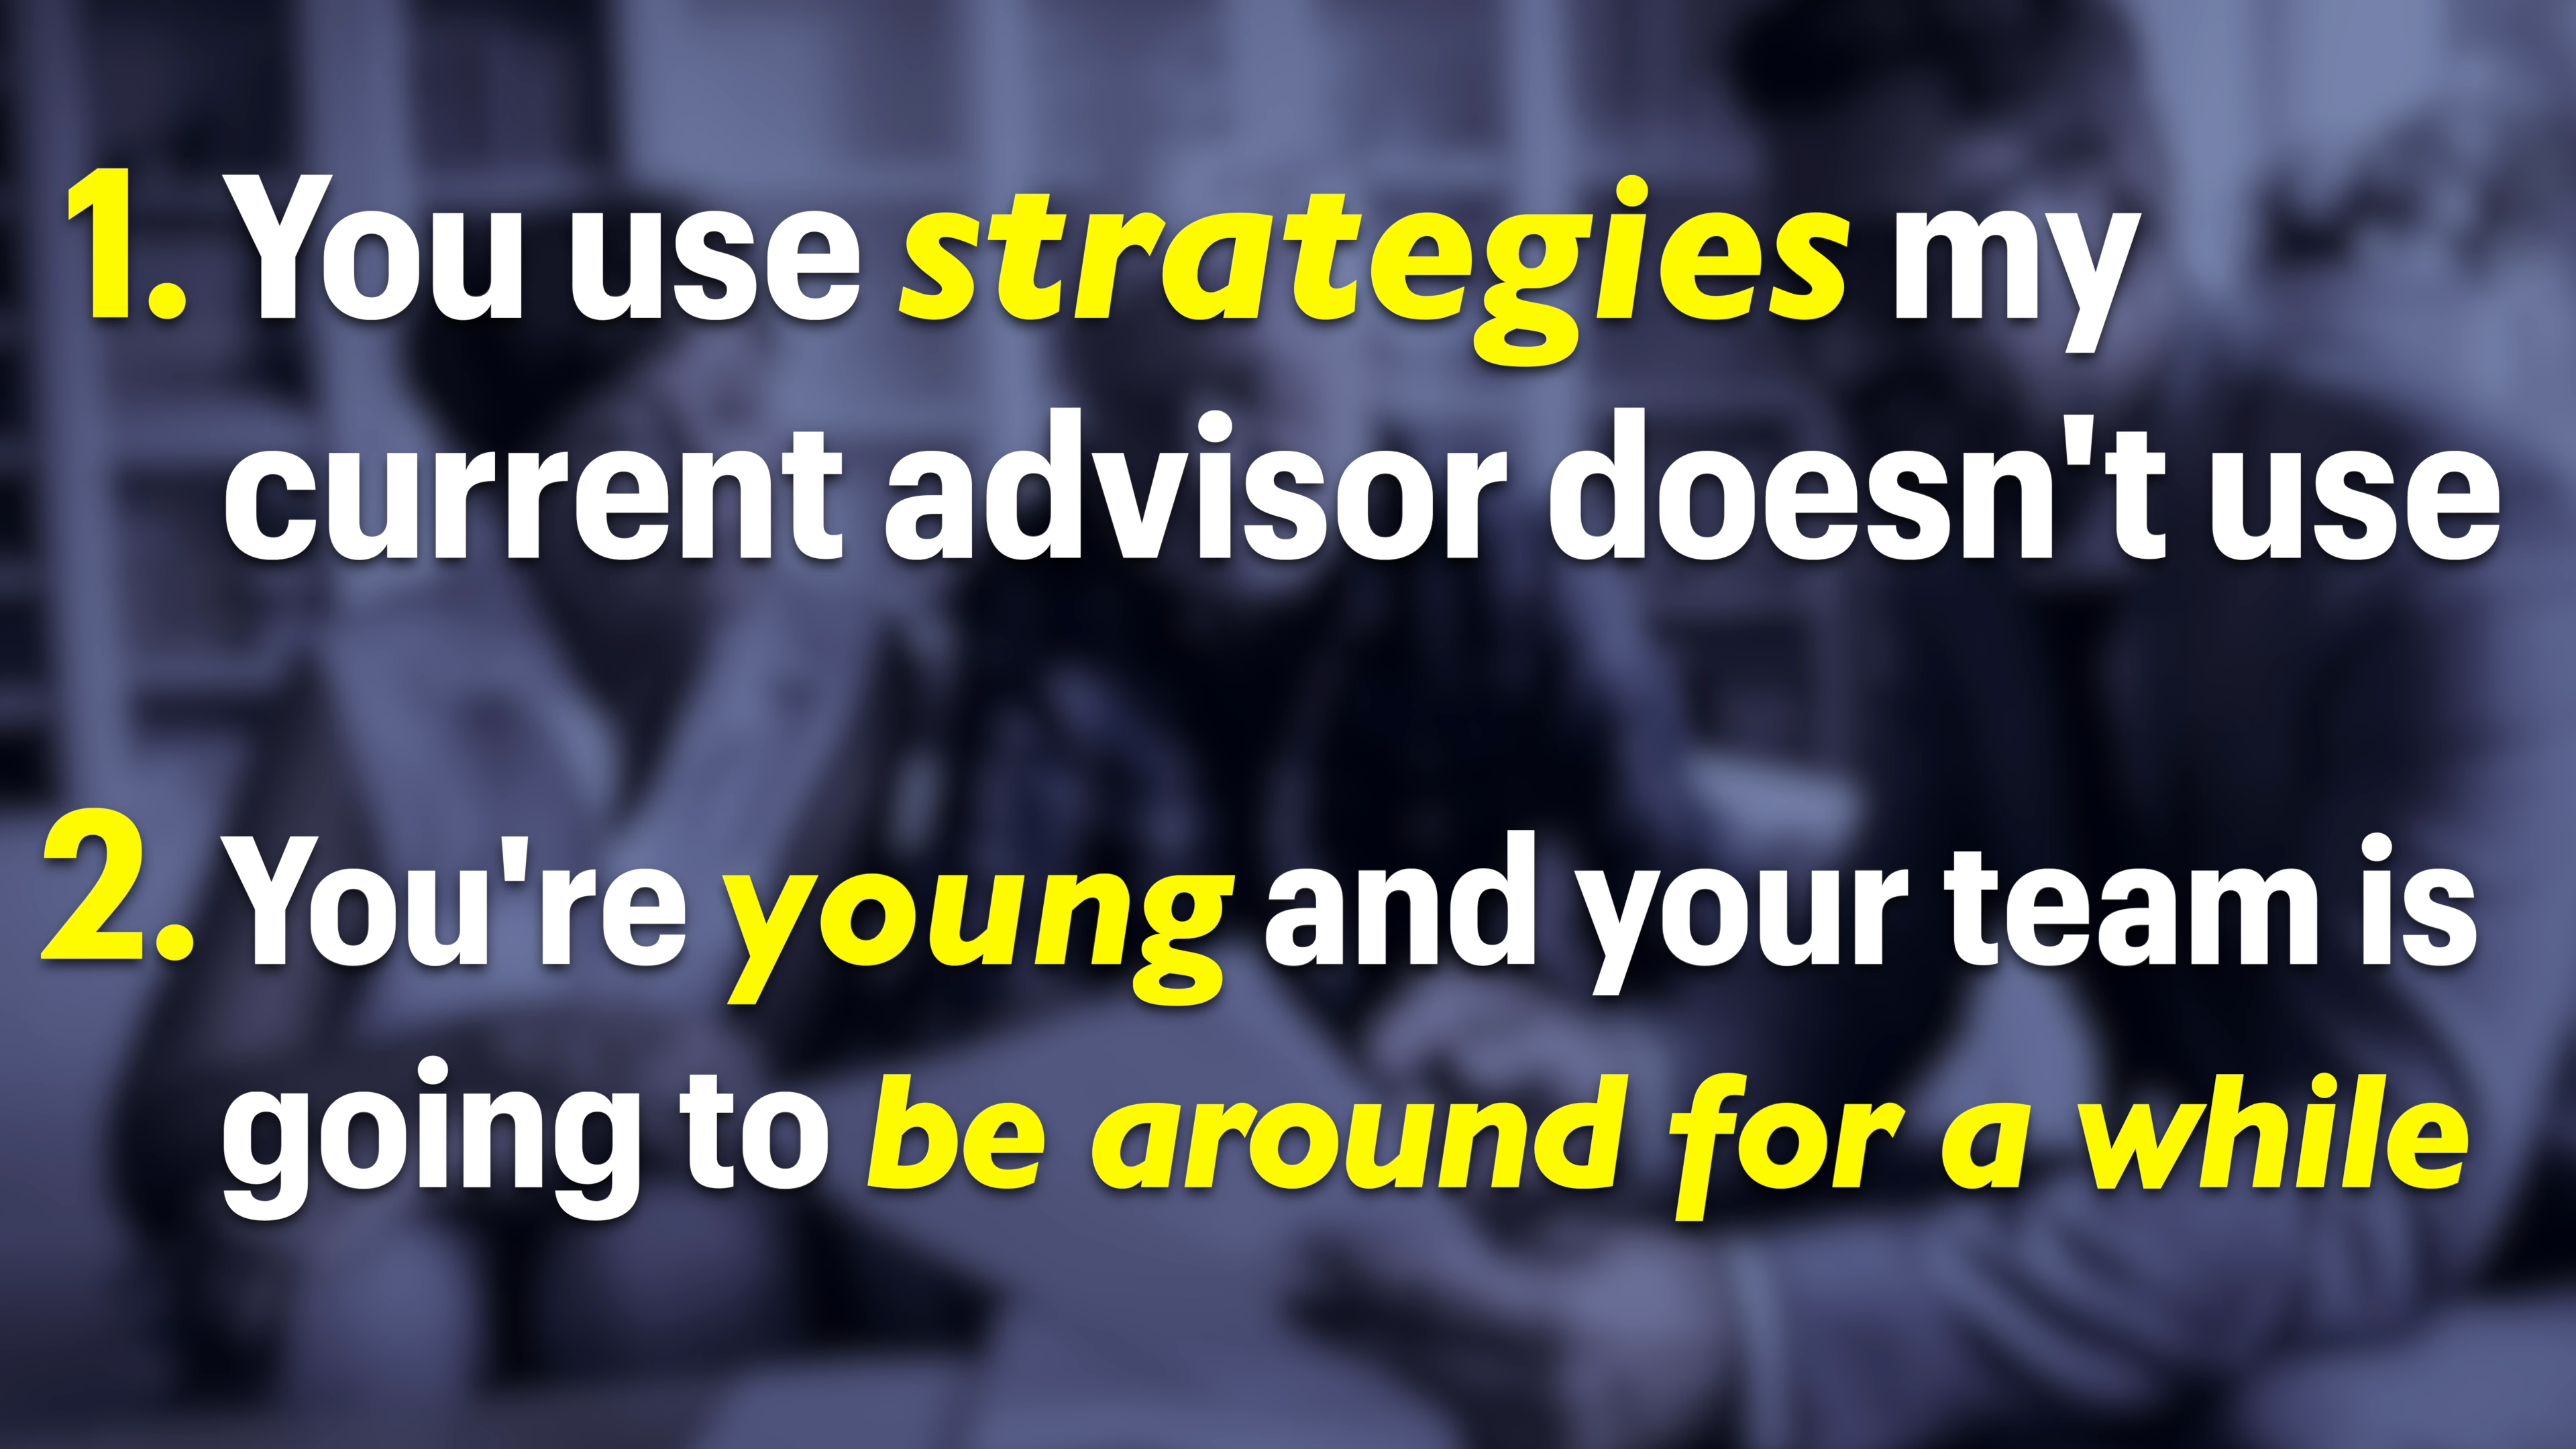 1. You use strategies my
current advisor doesn't use
2. You're young and your team is
going to be around for a while